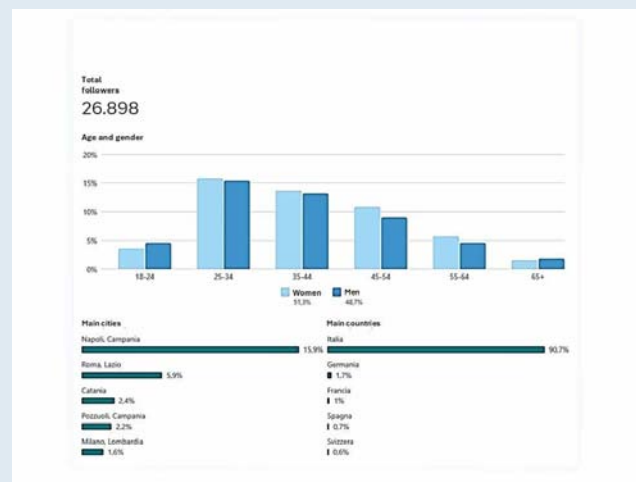 Total
followers
26.898
Age and gender
20%
15%
10%
5%
0%
18-24 25-34 35-44 45-54 55-64 65+
Women Men
51,3% 48,7%
Main cities
Napoli, Campania
15,9%
Roma, Lazio
5,9%
Catania
2,4%
Pozzuoli, Campania
2,2%
Milano, Lombardia
1,6%
Main countries
Italia
90,7%
Germania
1,7%
Francia
1%
Spagna
0,7%
Svizzera
0,6%